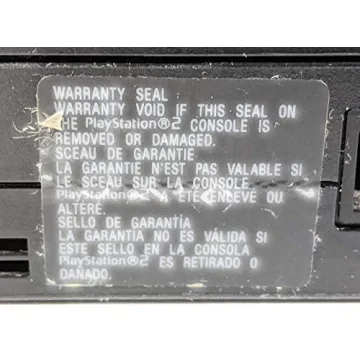 WARRANTY SEAL
WARRANTY VOID IF THIS SEAL ON
THE PlayStation®2 CONSOLE IS
REMOVED OR DAMAGED.
SCEAU DE GARANTIE
LA GARANTIE N'EST PAS VALABLE SI
LE SCEAU SUR LA CONSOLE
PlayStation®2 A ÉTÉ ENLEVÉ OU
ALTÉRÉ.
SELLO DE GARANTÍA
LA GARANTÍA NO ES VÁLIDA SI
ESTE SELLO EN LA CONSOLA
PlayStation®2 ES RETIRADO O
DANADO.